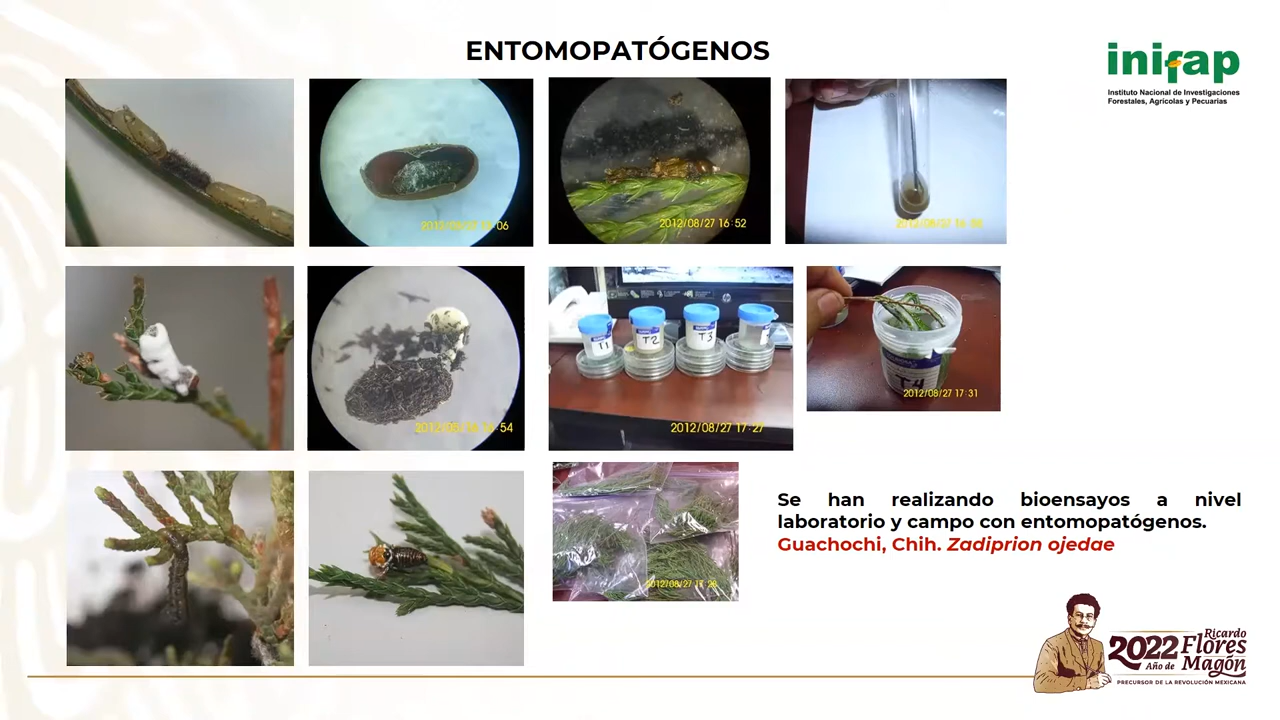 ENTOMOPATÓGENOS
inifap
Instituto Nacional de Investigaciones
Forestales, Agrícolas y Pecuarias
2012/08/27 16:52
T1
T2
T3
2012/08/27 17:27
T4
2012/08/27 17:31
Se han realizando bioensayos a nivel
laboratorio y campo con entomopatógenos.
Guachochi, Chih. Zadiprion ojedae
2022
Año de
Ricardo
Flores
Magón
PRECURSOR DE LA REVOLUCIÓN MEXICANA